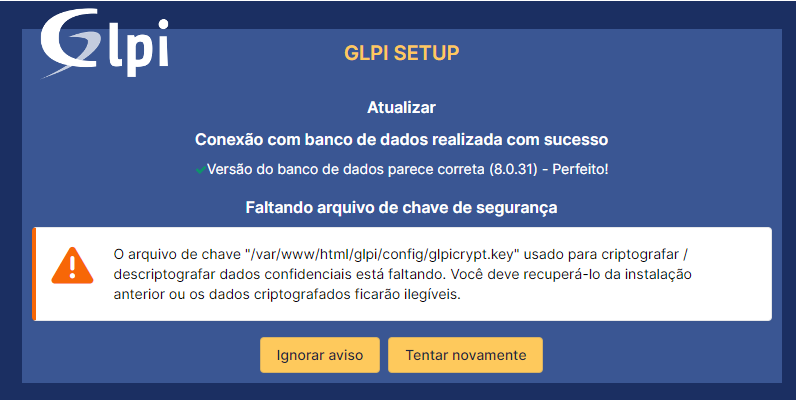 Glpi
GLPI SETUP
Atualizar
Conexão com banco de dados realizada com sucesso
Versão do banco de dados parece correta (8.0.31) - Perfeito!
Faltando arquivo de chave de segurança
O arquivo de chave "/var/www/html/glpi/config/glpicrypt.key" usado para criptografar /
descriptografar dados confidenciais está faltando. Você deve recuperá-lo da instalação
anterior ou os dados criptografados ficarão ilegíveis.
Ignorar aviso
Tentar novamente